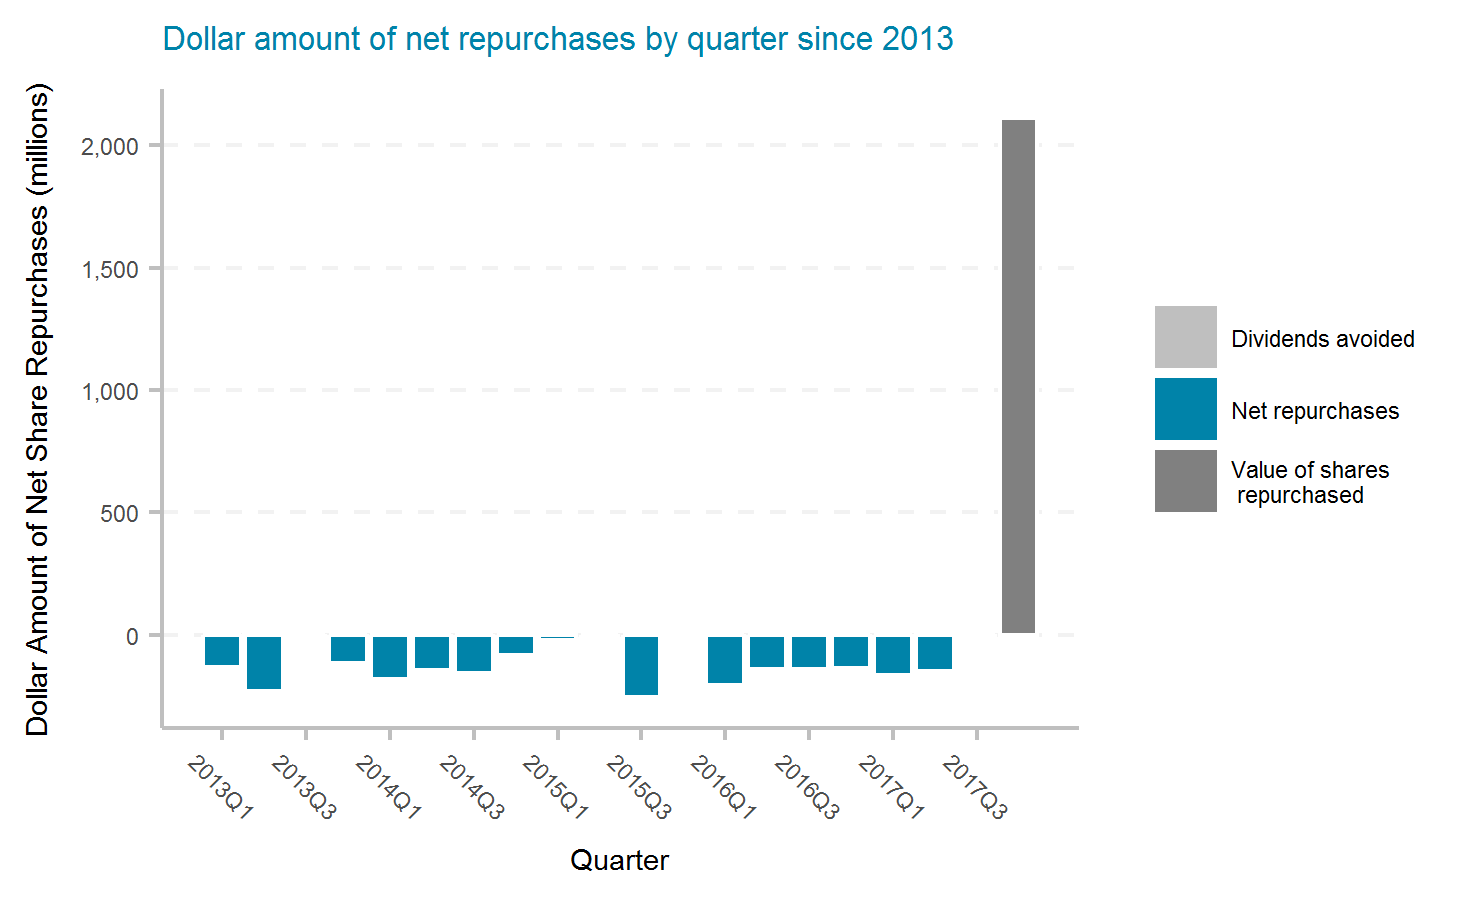 Dollar amount of net repurchases by quarter since 2013
Dollar Amount of Net Share Repurchases (millions)
2,000
1,500
1,000
500
0
2013Q1
2013Q3
2014Q1
2014Q3
2015Q1
2015Q3
2016Q1
2016Q3
2017Q1
2017Q3
Quarter
Dividends avoided
Net repurchases
Value of shares
repurchased